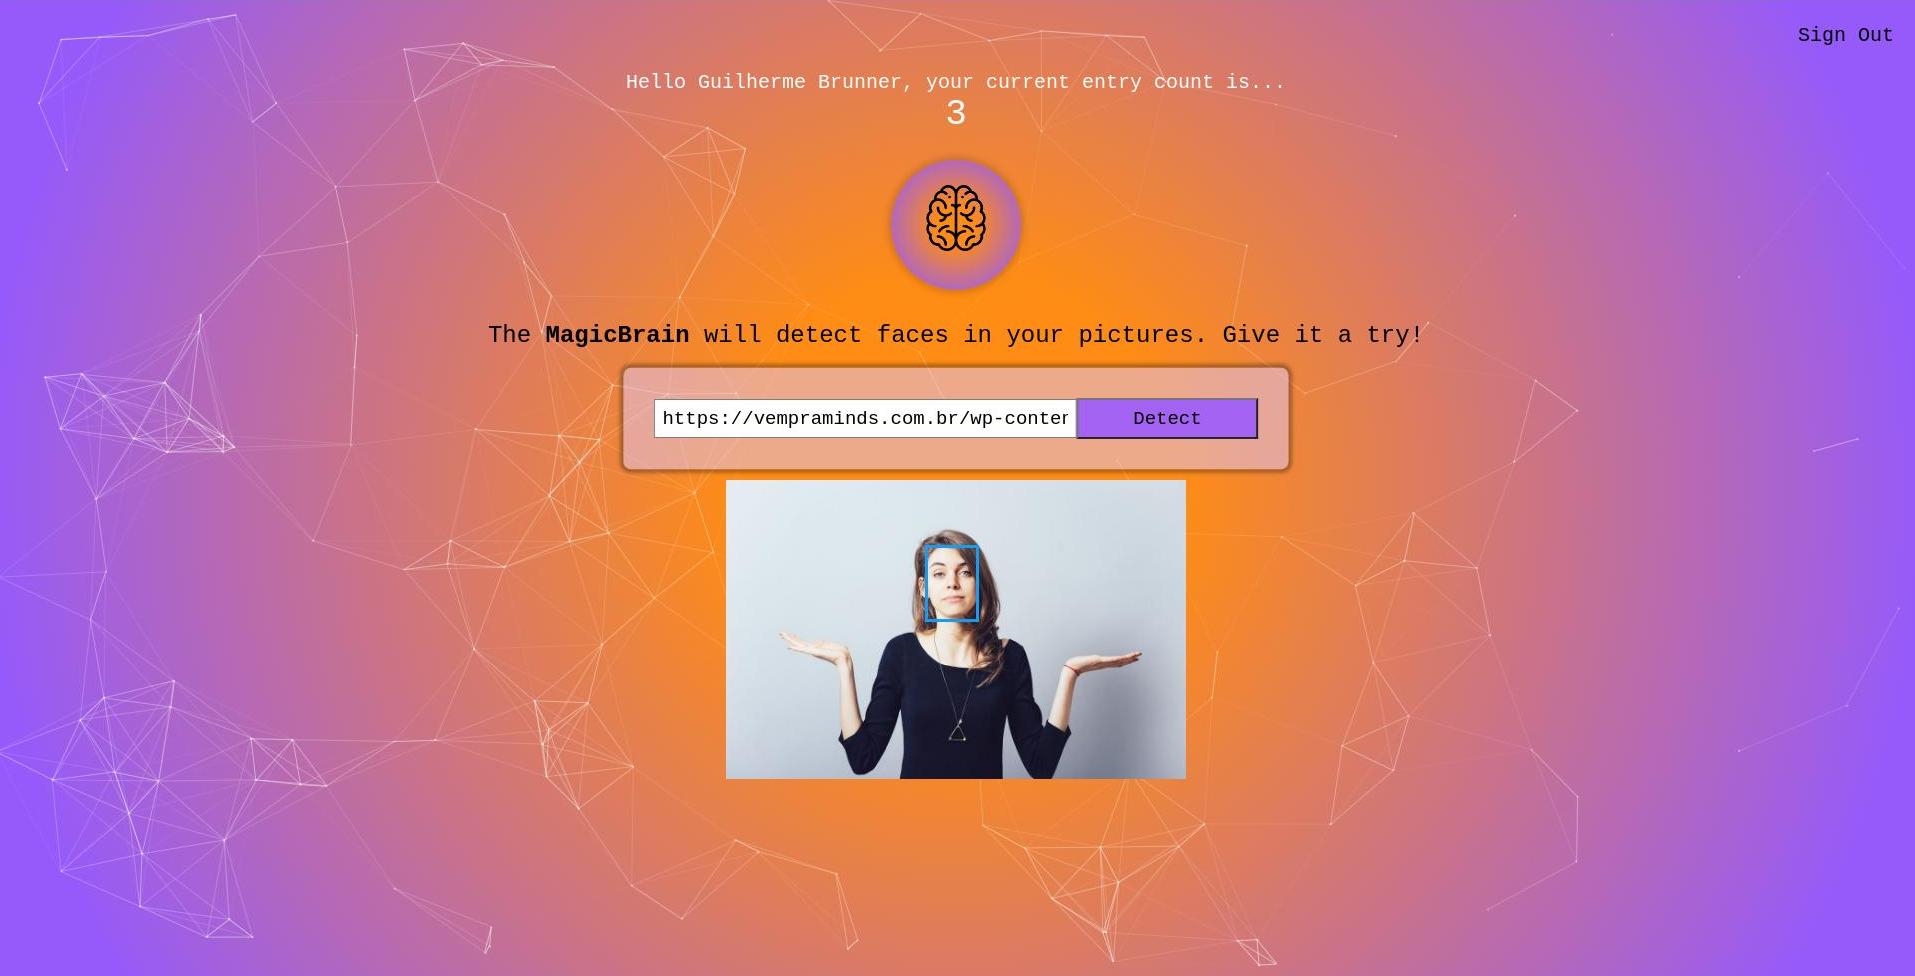 Sign Out
Hello Guilherme Brunner, your current entry count is...
3
The MagicBrain will detect faces in your pictures. Give it a try!
https://vempraminds.com.br/wp-conter Detect